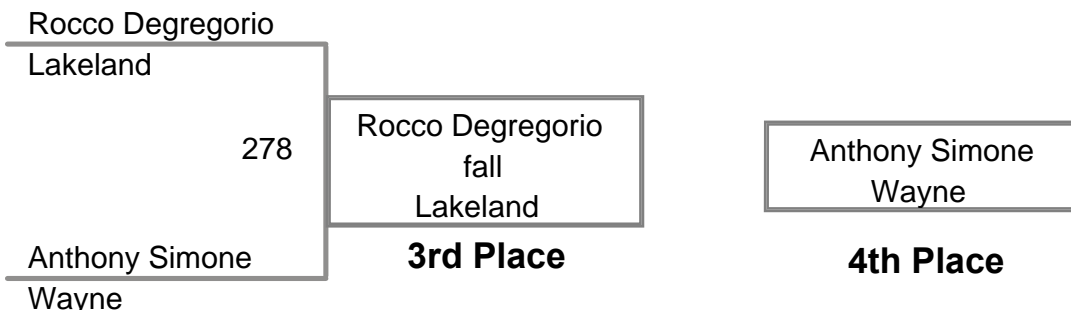 Rocco Degregorio
Lakeland
278
Rocco Degregorio
fall
Lakeland
3rd Place
Anthony Simone
Wayne
Anthony Simone
Wayne
4th Place